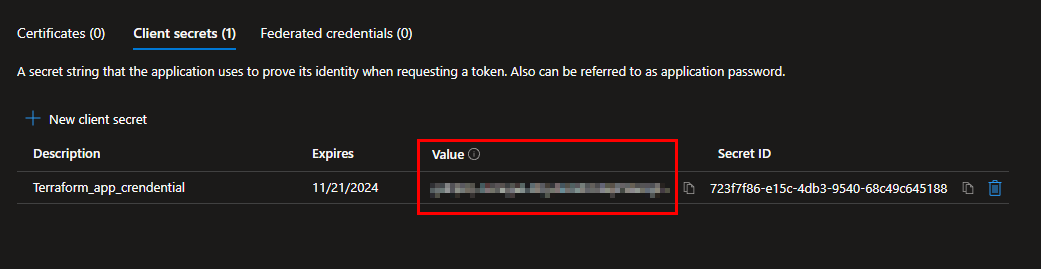 Certificates (0) Client secrets (1) Federated credentials (0)
A secret string that the application uses to prove its identity when requesting a token. Also can be referred to as application password.
New client secret
Description Expires Value Secret ID
Terraform_app_crendential 11/21/2024 723f7f86-e15c-4db3-9540-68c49c645188